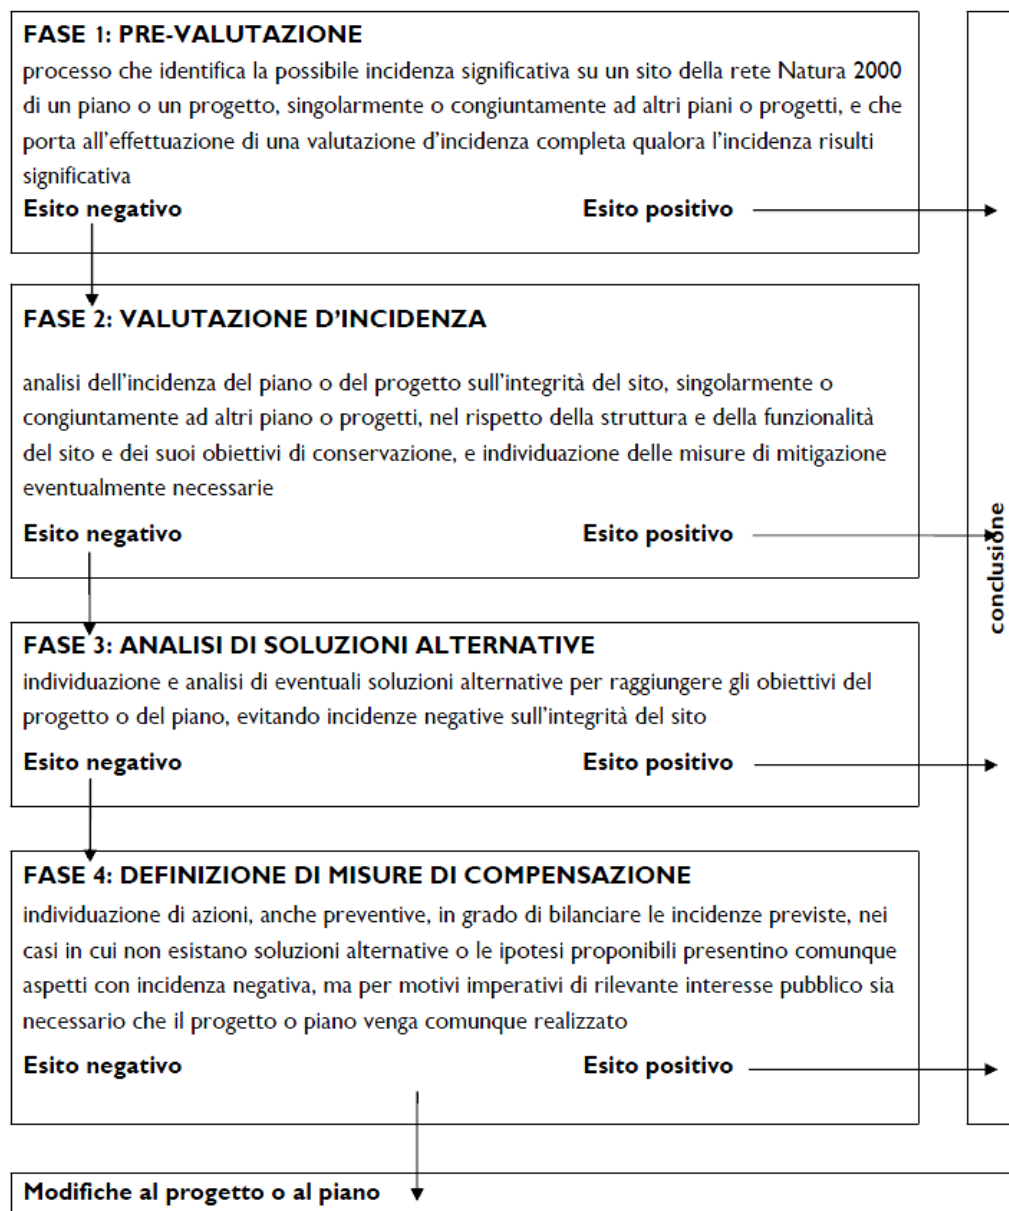 FASE 1: PRE-VALUTAZIONE
processo che identifica la possibile incidenza significativa su un sito della rete Natura 2000
di un piano o un progetto, singolarmente o congiuntamente ad altri piani o progetti, e che
porta all'effettuazione di una valutazione d'incidenza completa qualora l'incidenza risulti
significativa
Esito negativo Esito positivo
FASE 2: VALUTAZIONE D'INCIDENZA
analisi dell'incidenza del piano o del progetto sull'integrità del sito, singolarmente o
congiuntamente ad altri piano o progetti, nel rispetto della struttura e della funzionalità
del sito e dei suoi obiettivi di conservazione, e individuazione delle misure di mitigazione
eventualmente necessarie
Esito negativo Esito positivo
FASE 3: ANALISI DI SOLUZIONI ALTERNATIVE
individuazione e analisi di eventuali soluzioni alternative per raggiungere gli obiettivi del
progetto o del piano, evitando incidenze negative sull'integrità del sito
Esito negativo Esito positivo
FASE 4: DEFINIZIONE DI MISURE DI COMPENSAZIONE
individuazione di azioni, anche preventive, in grado di bilanciare le incidenze previste, nei
casi in cui non esistano soluzioni alternative o le ipotesi proponibili presentino comunque
aspetti con incidenza negativa, ma per motivi imperativi di rilevante interesse pubblico sia
necessario che il progetto o piano venga comunque realizzato
Esito negativo Esito positivo
Modifiche al progetto o al piano
conclusione